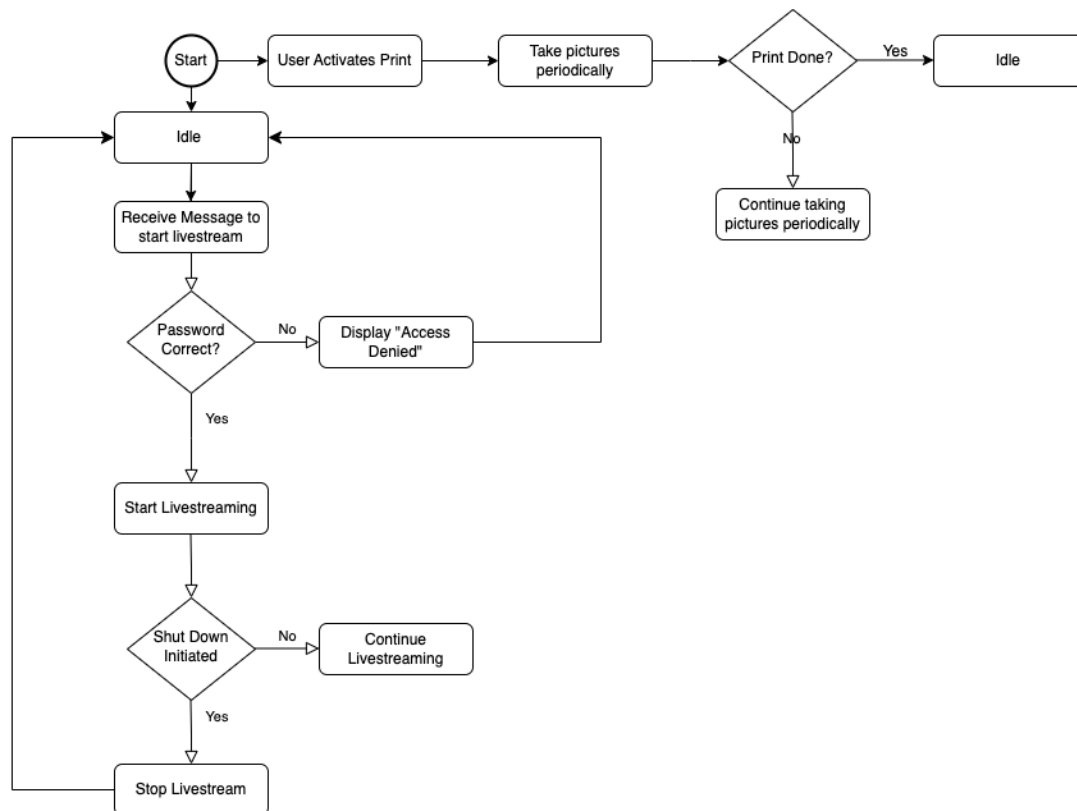 Start
User Activates Print
Take pictures
periodically
Print Done?
Yes
Idle
No
Continue taking
pictures periodically
Idle
Receive Message to
start livestream
Password
Correct?
No
Display "Access
Denied"
Yes
Start Livestreaming
Shut Down
Initiated
No
Continue
Livestreaming
Yes
Stop Livestream